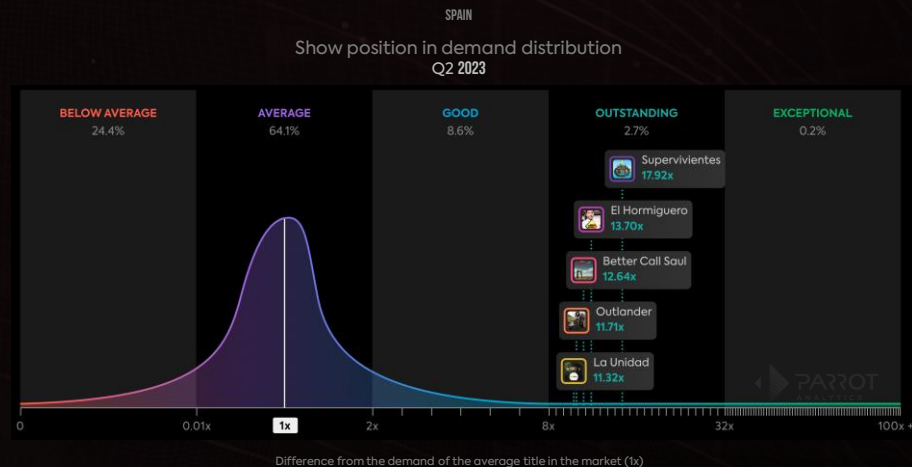 SPAIN
Show position in demand distribution
Q2 2023
BELOW AVERAGE
24.4%
AVERAGE
64.1%
GOOD
8.6%
OUTSTANDING
2.7%
EXCEPTIONAL
0.2%
Supervivientes
17.92x
El Hormiguero
13.70x
Better Call Saul
12.64x
Outlander
11.71x
La Unidad
11.32x
PARROT
ANALYTICS
0
0.01x
1x
2x
8x
32x
100x +
Difference from the demand of the average title in the market (1x)